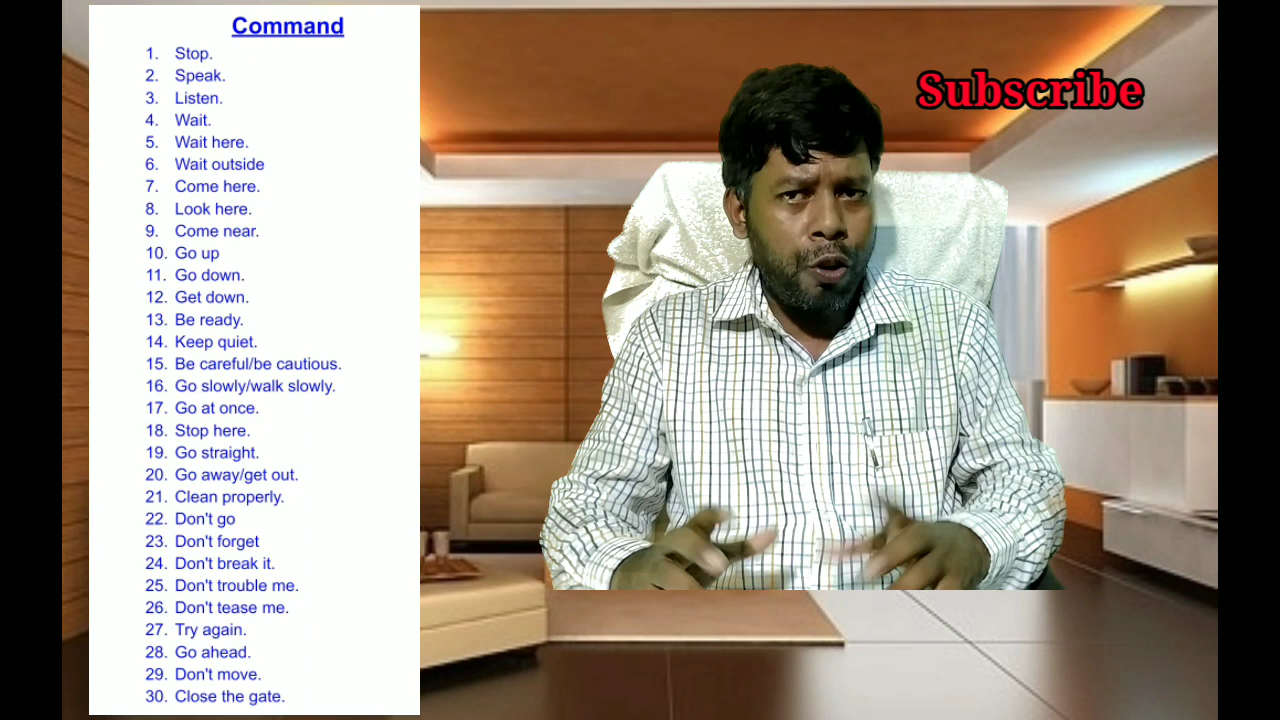 Command
1. Stop.
2. Speak.
3. Listen.
4. Wait.
5. Wait here.
6. Wait outside
7. Come here.
8. Look here.
9. Come near.
10. Go up
11. Go down.
12. Get down.
13. Be ready.
14. Keep quiet.
15. Be careful/be cautious.
16. Go slowly/walk slowly.
17. Go at once.
18. Stop here.
19. Go straight.
20. Go away/get out.
21. Clean properly.
22. Don't go
23. Don't forget
24. Don't break it.
25. Don't trouble me.
26. Don't tease me.
27. Try again.
28. Go ahead.
29. Don't move.
30. Close the gate.
Subscribe